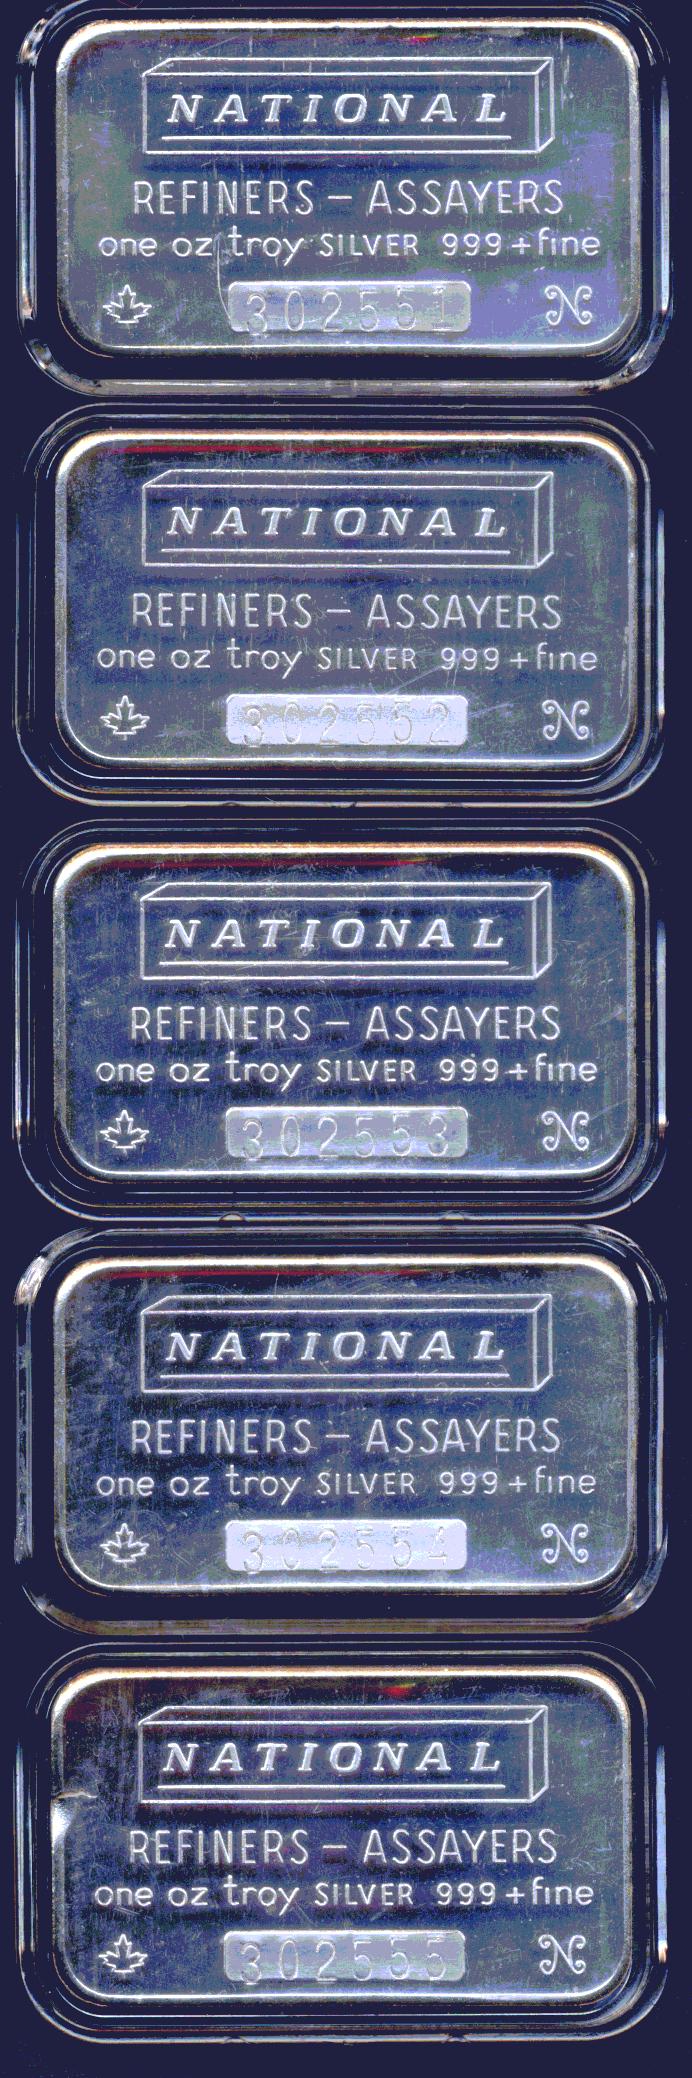 NATIONAL
REFINERS – ASSAYERS
one oz troy SILVER 999+fine
302551 N
NATIONAL
REFINERS – ASSAYERS
one oz troy SILVER 999+fine
302552 N
NATIONAL
REFINERS – ASSAYERS
one oz troy SILVER 999+fine
302553 N
NATIONAL
REFINERS – ASSAYERS
one oz troy SILVER 999+fine
302554 N
NATIONAL
REFINERS – ASSAYERS
one oz troy SILVER 999+fine
302555 N